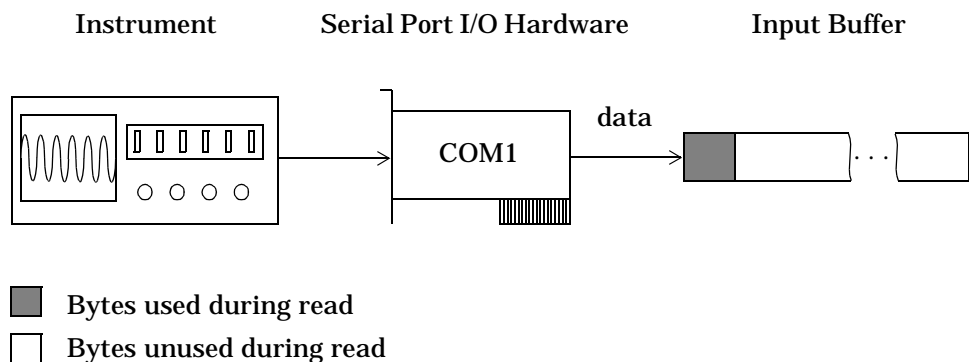 Instrument
Serial Port I/O Hardware
Input Buffer
data
COM1
. . .
Bytes used during read
Bytes unused during read